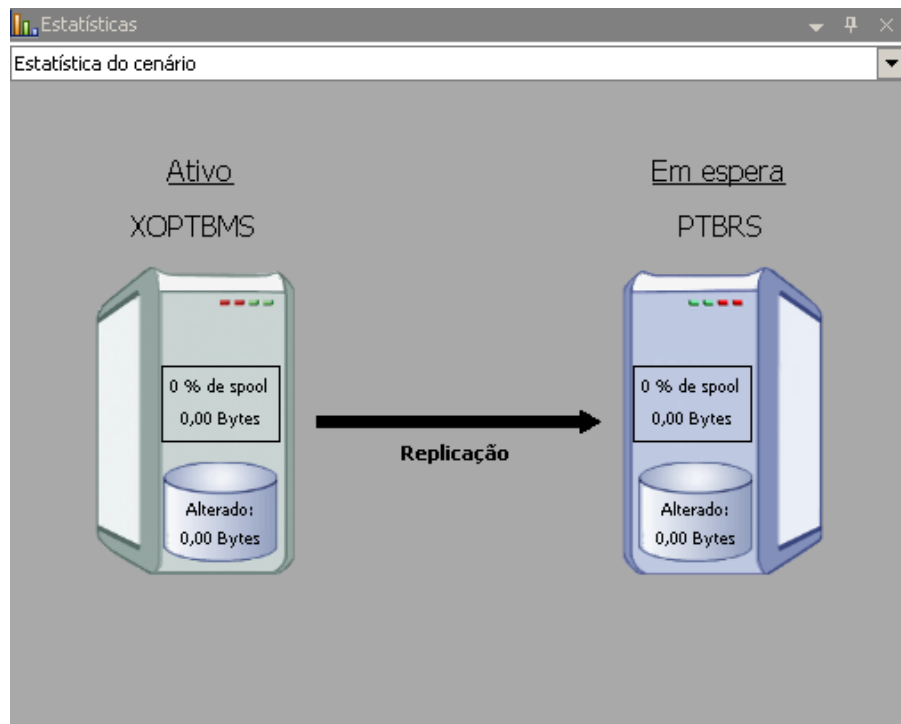 Estatísticas
Estatística do cenário
Ativo
Em espera
XOPTBMS
PTBRS
0 % de spool
0,00 Bytes
0 % de spool
0,00 Bytes
Replicação
Alterado:
0,00 Bytes
Alterado:
0,00 Bytes